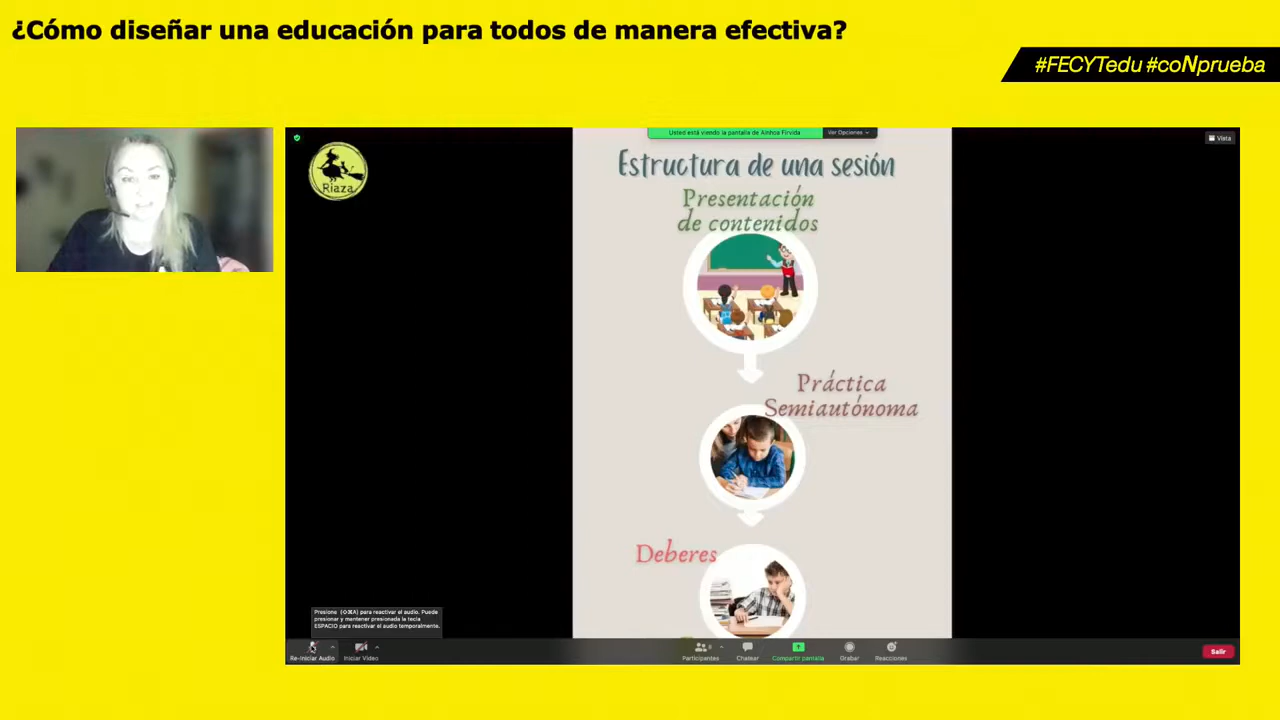 ¿Cómo diseñar una educación para todos de manera efectiva?
#FECYTedu #coNprueba
Usted está viendo la pantalla de Ainhoa Firvida
Ver Opciones
Vista
Riaza
Estructura de una sesión
Presentación
de contenidos
Práctica
Semiautónoma
Deberes
Presione (⇧⌘A) para reactivar el audio. Puede
presionar y mantener presionada la tecla
ESPACIO para reactivar el audio temporalmente.
Re-iniciar Audio
Iniciar Video
Participantes
Chatear
Compartir pantalla
Grabar
Reacciones
Salir